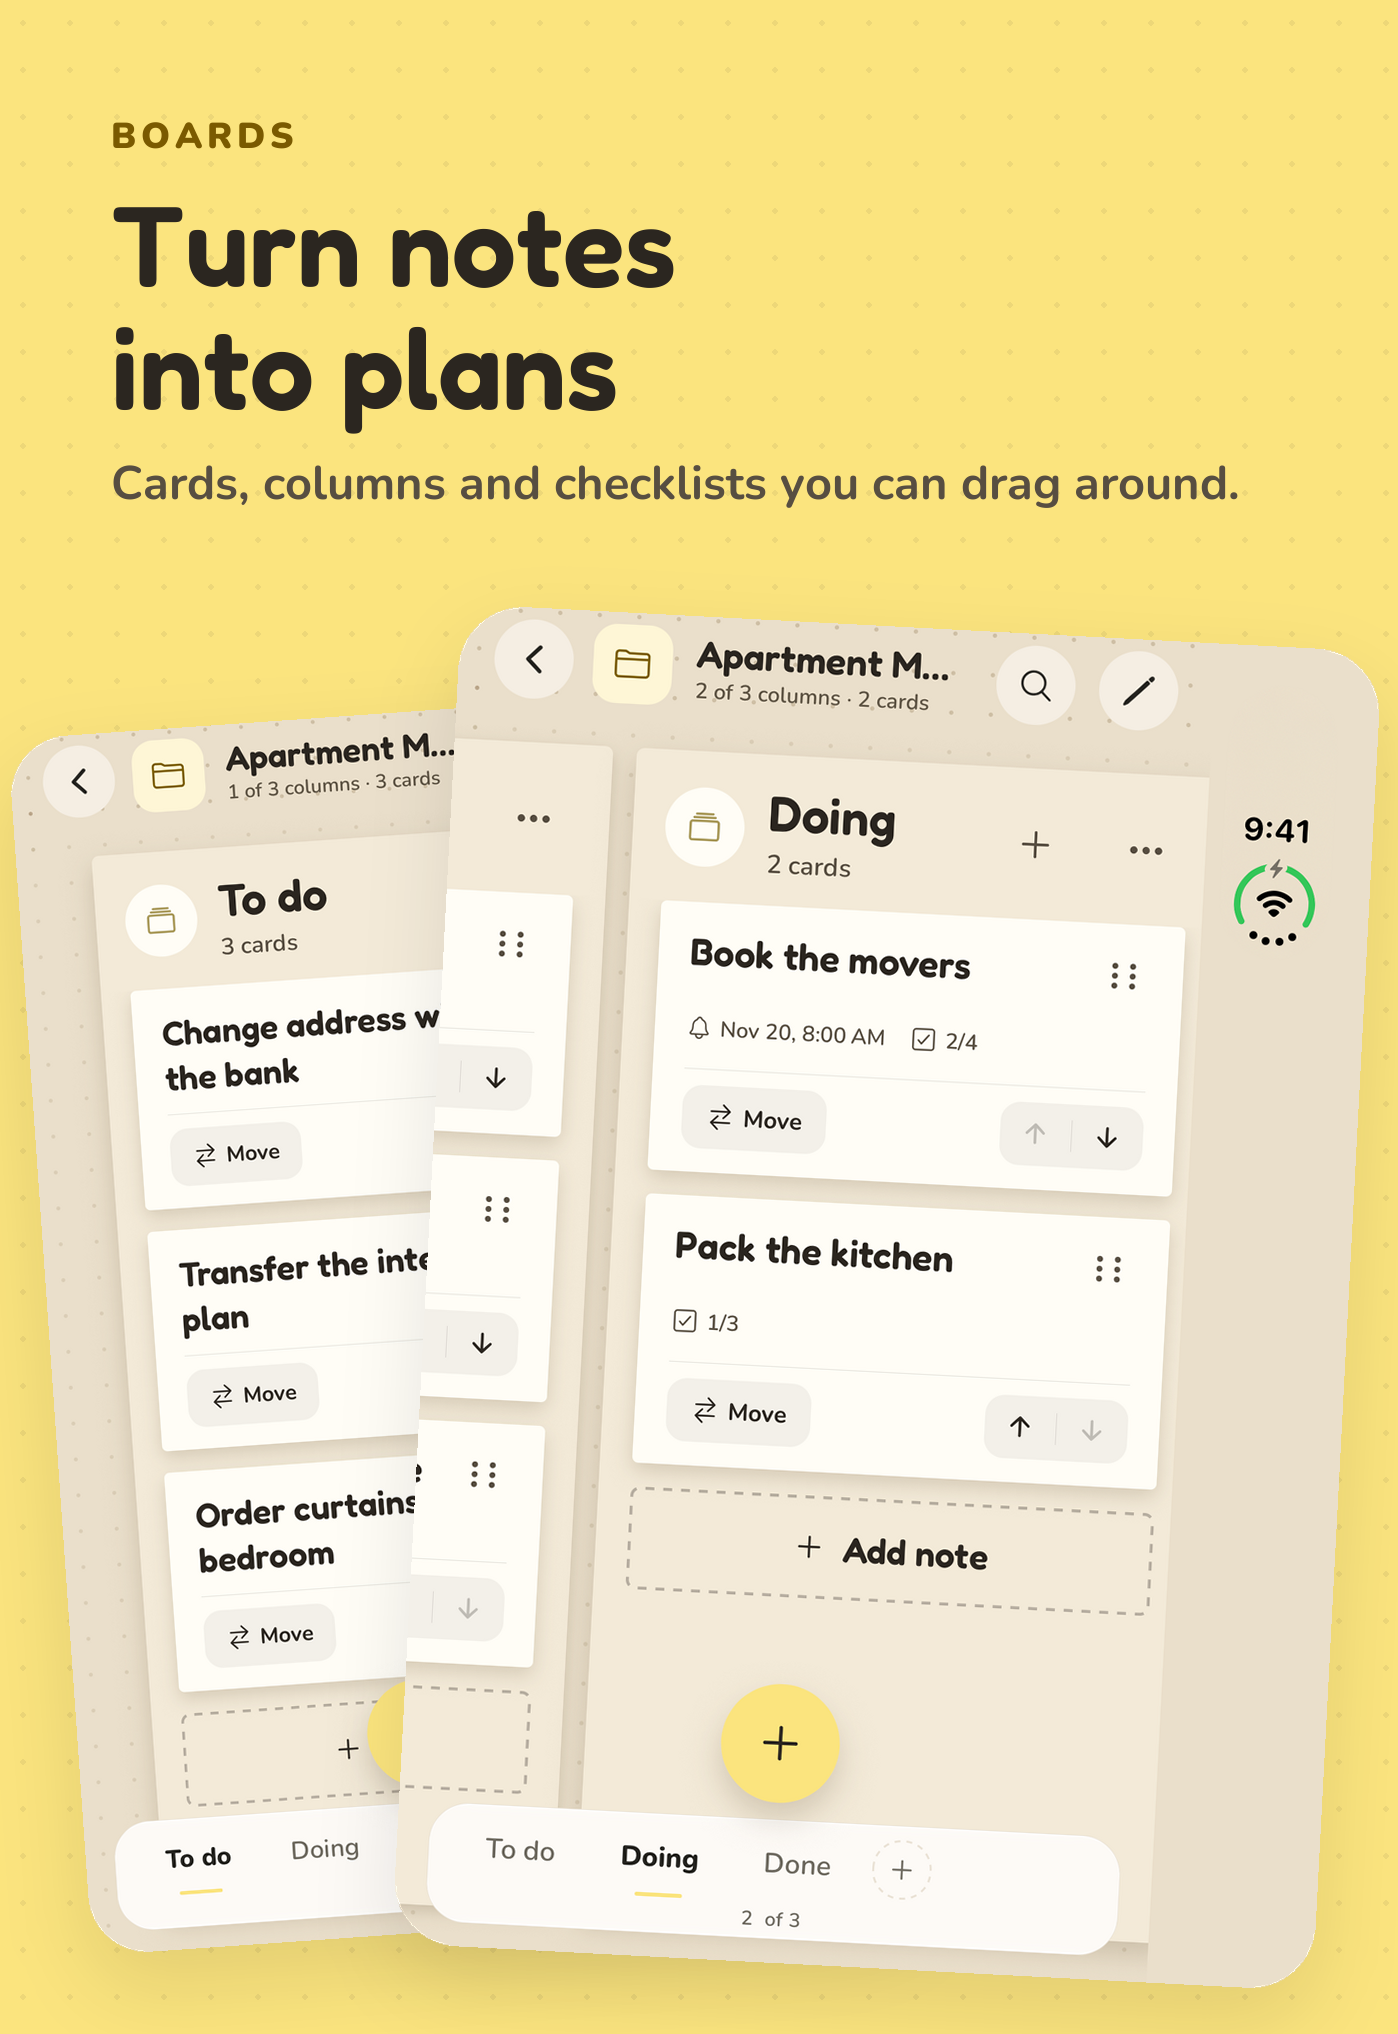 BOARDS
Turn notes
into plans
Cards, columns and checklists you can drag around.
Apartment M...
1 of 3 columns · 3 cards
To do
3 cards
Change address w
the bank
Move
Transfer the inte
plan
Move
Order curtains
bedroom
Move
To do
Doing
Apartment M...
2 of 3 columns · 2 cards
Doing
2 cards
Book the movers
Nov 20, 8:00 AM 2/4
Move
Pack the kitchen
1/3
Move
Add note
To do
Doing
Done
2 of 3
9:41